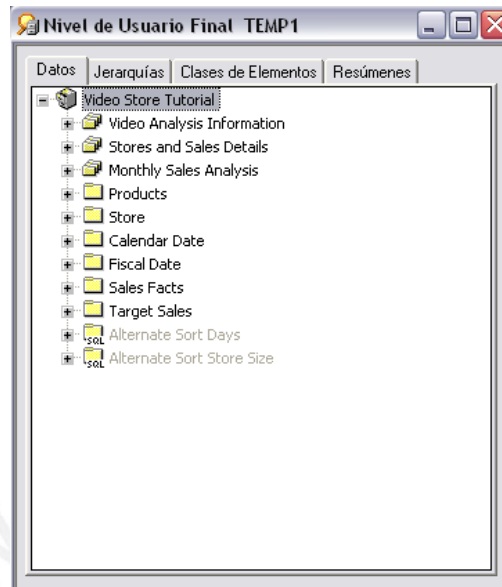 Nivel de Usuario Final TEMP1
Datos Jerarquías Clases de Elementos Resúmenes
Video Store Tutorial
Video Analysis Information
Stores and Sales Details
Monthly Sales Analysis
Products
Store
Calendar Date
Fiscal Date
Sales Facts
Target Sales
SQL Alternate Sort Days
SQL Alternate Sort Store Size